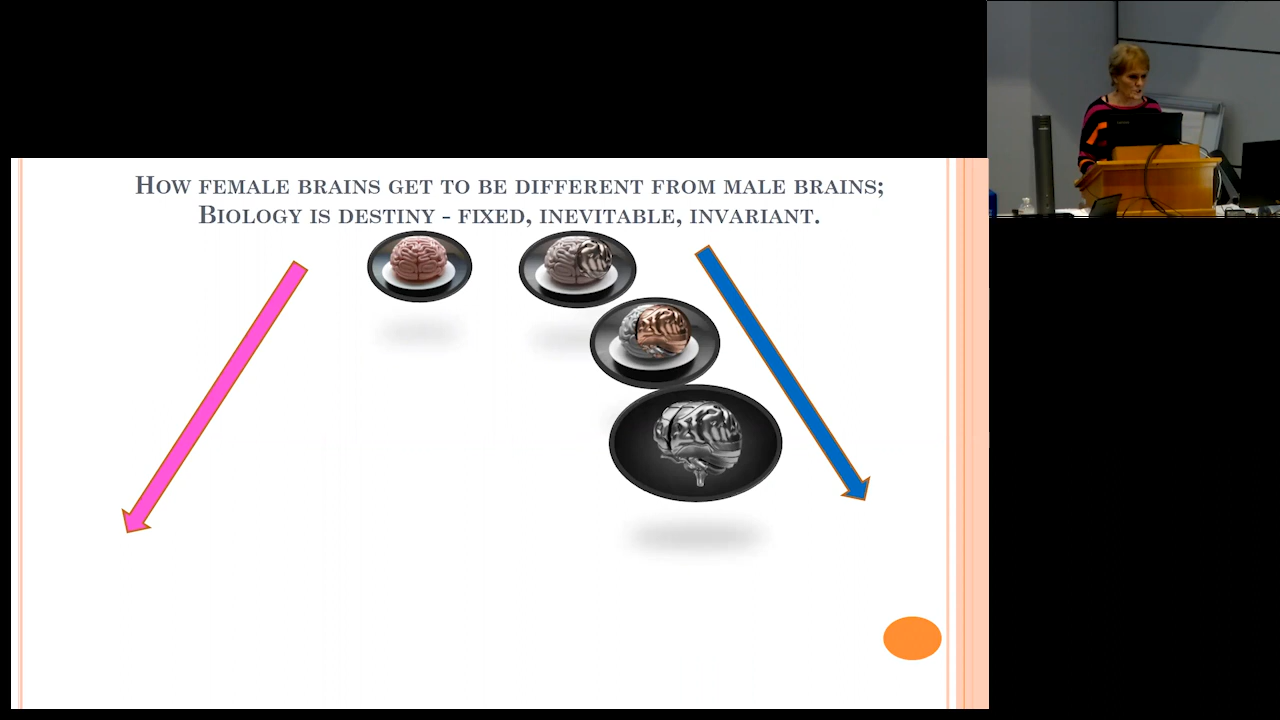 How female brains get to be different from male brains;
Biology is destiny - fixed, inevitable, invariant.